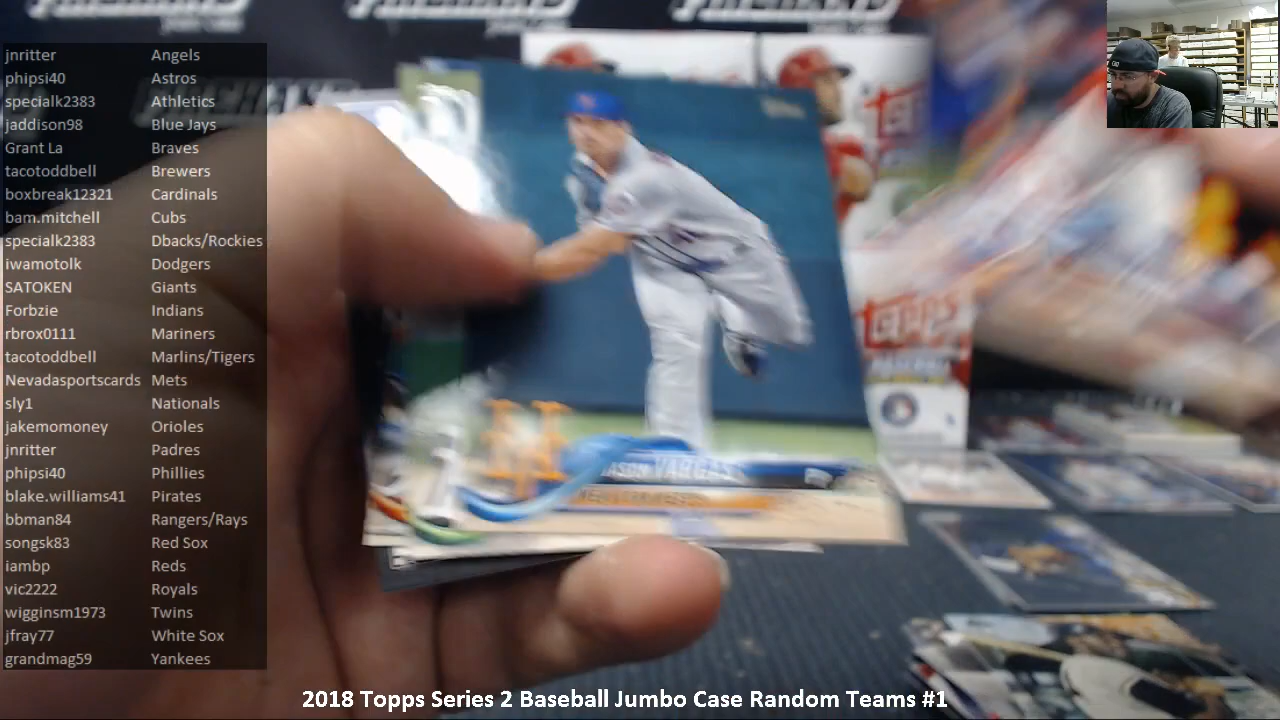 jnritter Angels
phipsi40 Astros
specialk2383 Athletics
jaddison98 Blue Jays
Grant La Braves
tacotoddbell Brewers
boxbreak12321 Cardinals
bam.mitchell Cubs
specialk2383 Dbacks/Rockies
iwamotolk Dodgers
SATOKEN Giants
Forbzie Indians
rbrox0111 Mariners
tacotoddbell Marlins/Tigers
Nevadasportscards Mets
sly1 Nationals
jakemomoney Orioles
jnritter Padres
phipsi40 Phillies
blake.williams41 Pirates
bbman84 Rangers/Rays
songsk83 Red Sox
iambp Reds
vic2222 Royals
wigginsm1973 Twins
jfray77 White Sox
grandmag59 Yankees
JASON VARGAS
TOPPS
2018 Topps Series 2 Baseball Jumbo Case Random Teams #1